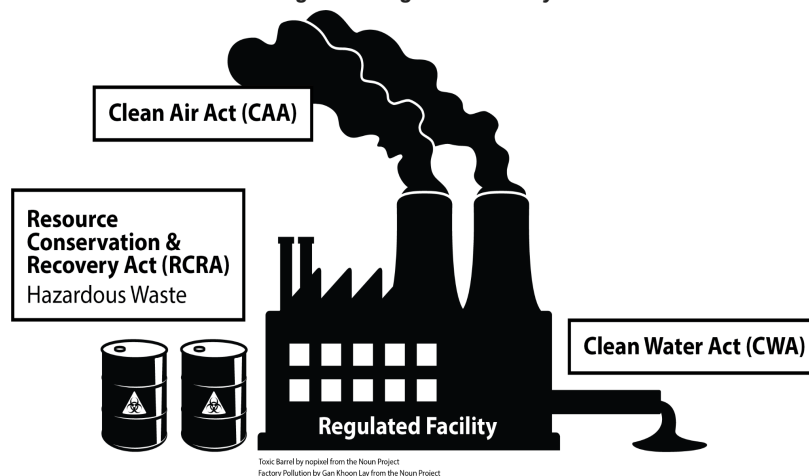 Clean Air Act (CAA)
Resource
Conservation &
Recovery Act (RCRA)
Hazardous Waste
Clean Water Act (CWA)
Regulated Facility
Toxic Barrel by nopixel from the Noun Project
Factory Pollution by Gan Khoon Lay from the Noun Project